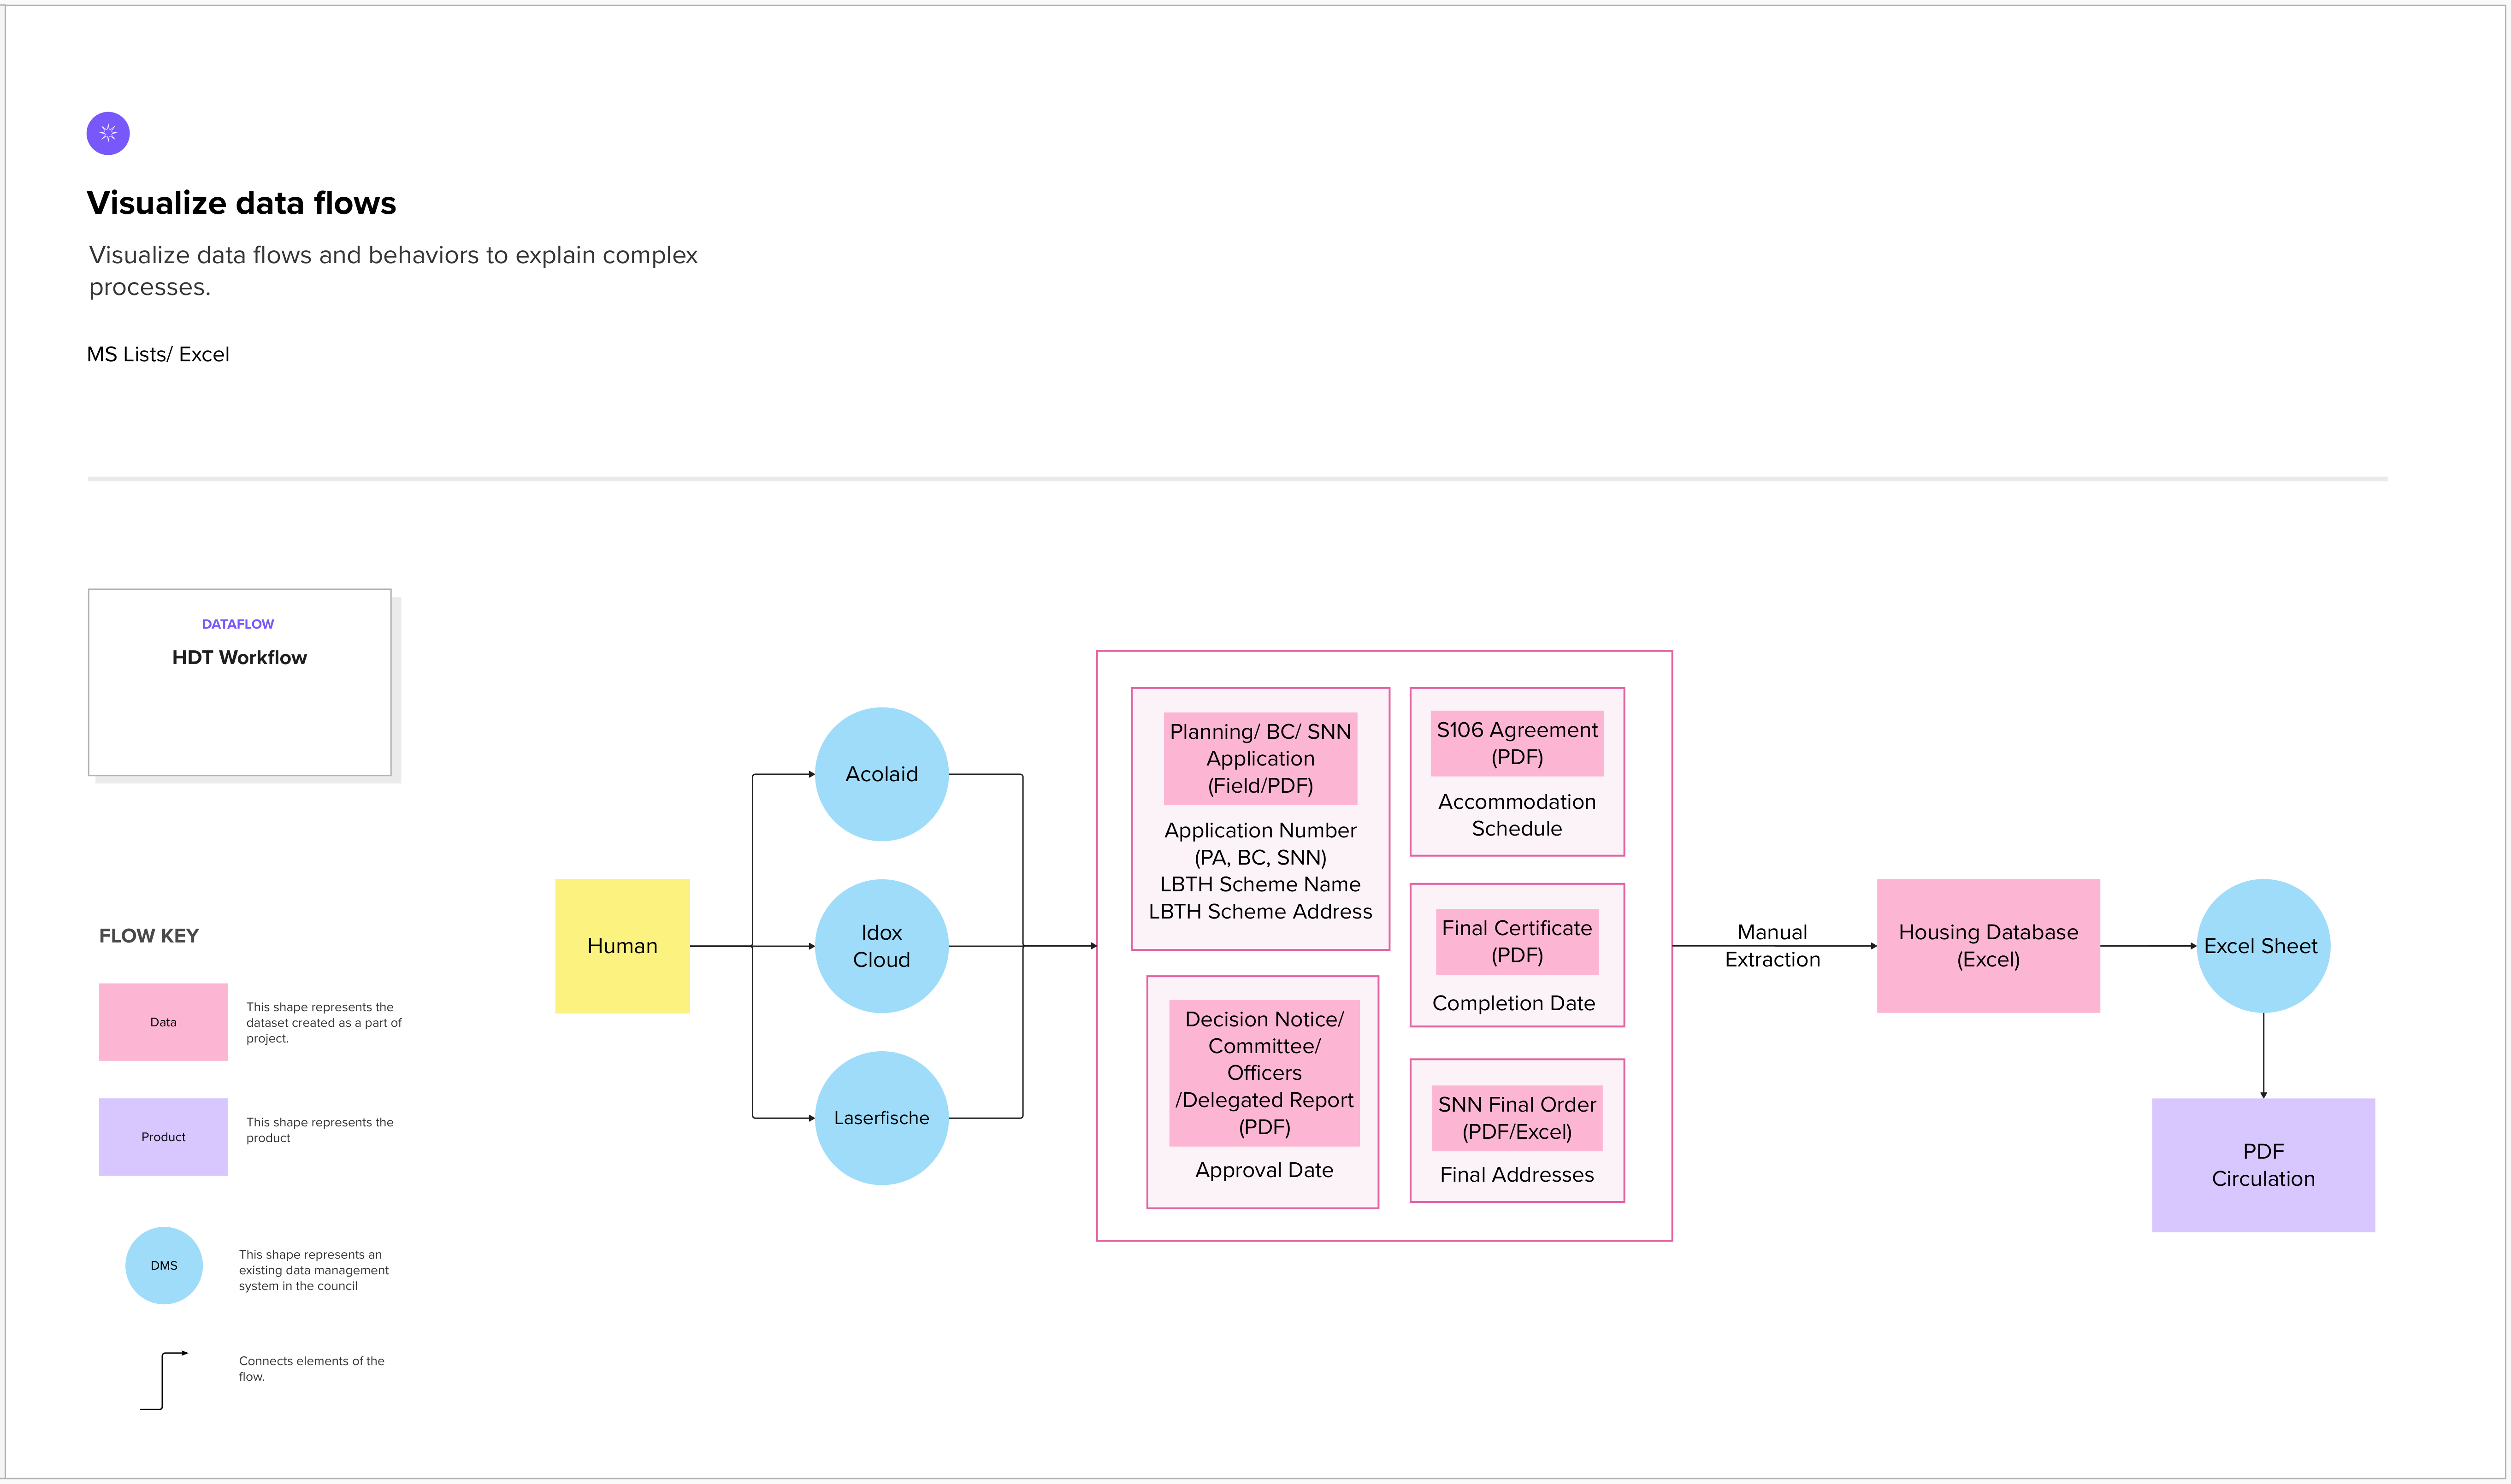 Visualize data flows
Visualize data flows and behaviors to explain complex
processes.
MS Lists/ Excel
DATAFLOW
HDT Workflow
FLOW KEY
Data
This shape represents the
dataset created as a part of
project.
Product
This shape represents the
product
DMS
This shape represents an
existing data management
system in the council
Connects elements of the
flow.
Human
Acolaid
Idox
Cloud
Laserfische
Planning/ BC/ SNN
Application
(Field/PDF)
Application Number
(PA, BC, SNN)
LBTH Scheme Name
LBTH Scheme Address
Decision Notice/
Committee/
Officers
/Delegated Report
(PDF)
Approval Date
S106 Agreement
(PDF)
Accommodation
Schedule
Final Certificate
(PDF)
Completion Date
SNN Final Order
(PDF/Excel)
Final Addresses
Manual
Extraction
Housing Database
(Excel)
Excel Sheet
PDF
Circulation